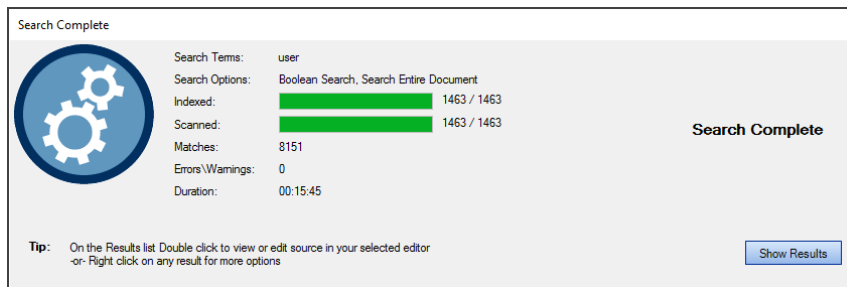 Search Complete
Search Terms: user
Search Options: Boolean Search, Search Entire Document
Indexed: 1463 / 1463
Scanned: 1463 / 1463
Matches: 8151
Errors\Warnings: 0
Duration: 00:15:45
Search Complete
Tip: On the Results list Double click to view or edit source in your selected editor
-or- Right click on any result for more options
Show Results